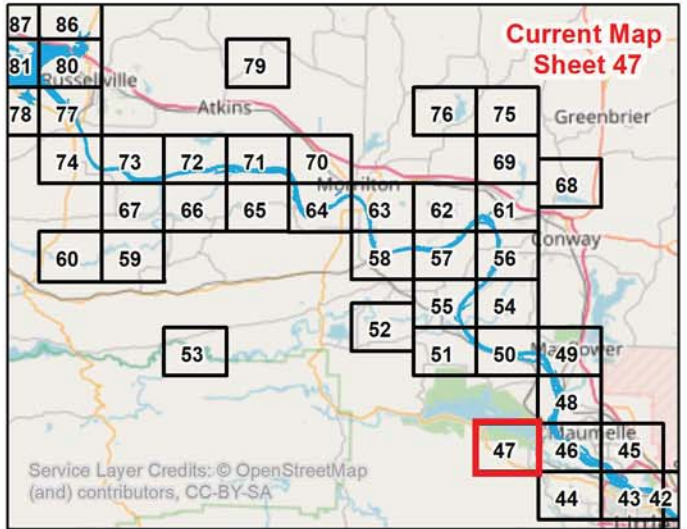 87 86
Current Map
Sheet 47
81 80 79
Russellville
Atkins
78 77 76 75
Greenbrier
74 73 72 71 70 69
Morrilton
68
67 66 65 64 63 62 61
Conway
60 59 58 57 56
55 54
52
53 51 50 49
48
Maumelle
47 46 45
Service Layer Credits: © OpenStreetMap
(and) contributors, CC-BY-SA
44 43 42